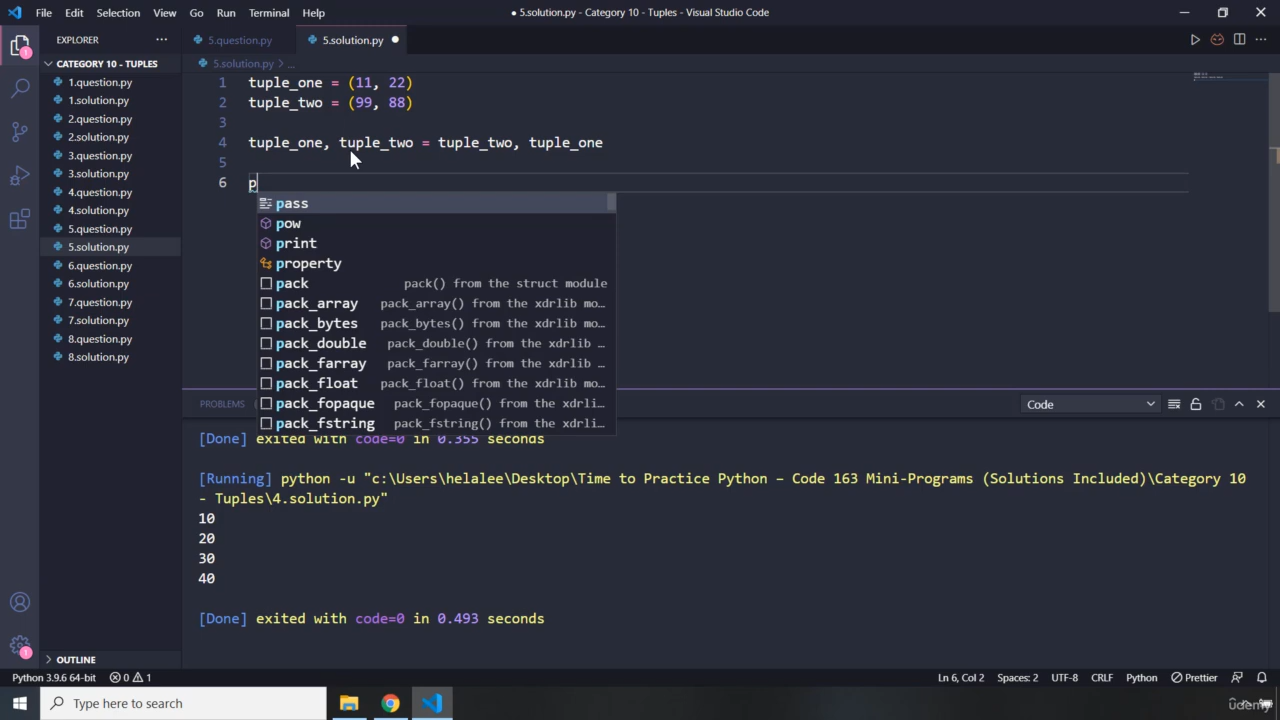 File Edit Selection View Go Run Terminal Help
● 5.solution.py - Category 10 - Tuples - Visual Studio Code
EXPLORER ...
5.question.py
5.solution.py ●
CATEGORY 10 - TUPLES
1.question.py
1.solution.py
2.question.py
2.solution.py
3.question.py
3.solution.py
4.question.py
4.solution.py
5.question.py
5.solution.py
6.question.py
6.solution.py
7.question.py
7.solution.py
8.question.py
8.solution.py
OUTLINE
5.solution.py > ...
1 tuple_one = (11, 22)
2 tuple_two = (99, 88)
3
4 tuple_one, tuple_two = tuple_two, tuple_one
5
6 p
pass
pow
print
property
pack pack() from the struct module
pack_array pack_array() from the xdrlib mo...
pack_bytes pack_bytes() from the xdrlib mo...
pack_double pack_double() from the xdrlib ...
pack_farray pack_farray() from the xdrlib ...
pack_float pack_float() from the xdrlib mo...
pack_fopaque pack_fopaque() from the xdrli...
pack_fstring pack_fstring() from the xdrli...
PROBLEMS
Code
[Done] exited with code=0 in 0.355 seconds
[Running] python -u "c:\Users\helalee\Desktop\Time to Practice Python – Code 163 Mini-Programs (Solutions Included)\Category 10
- Tuples\4.solution.py"
10
20
30
40
[Done] exited with code=0 in 0.493 seconds
Python 3.9.6 64-bit 0 1
Ln 6, Col 2 Spaces: 2 UTF-8 CRLF Python Prettier
Type here to search
1
1
Udemy